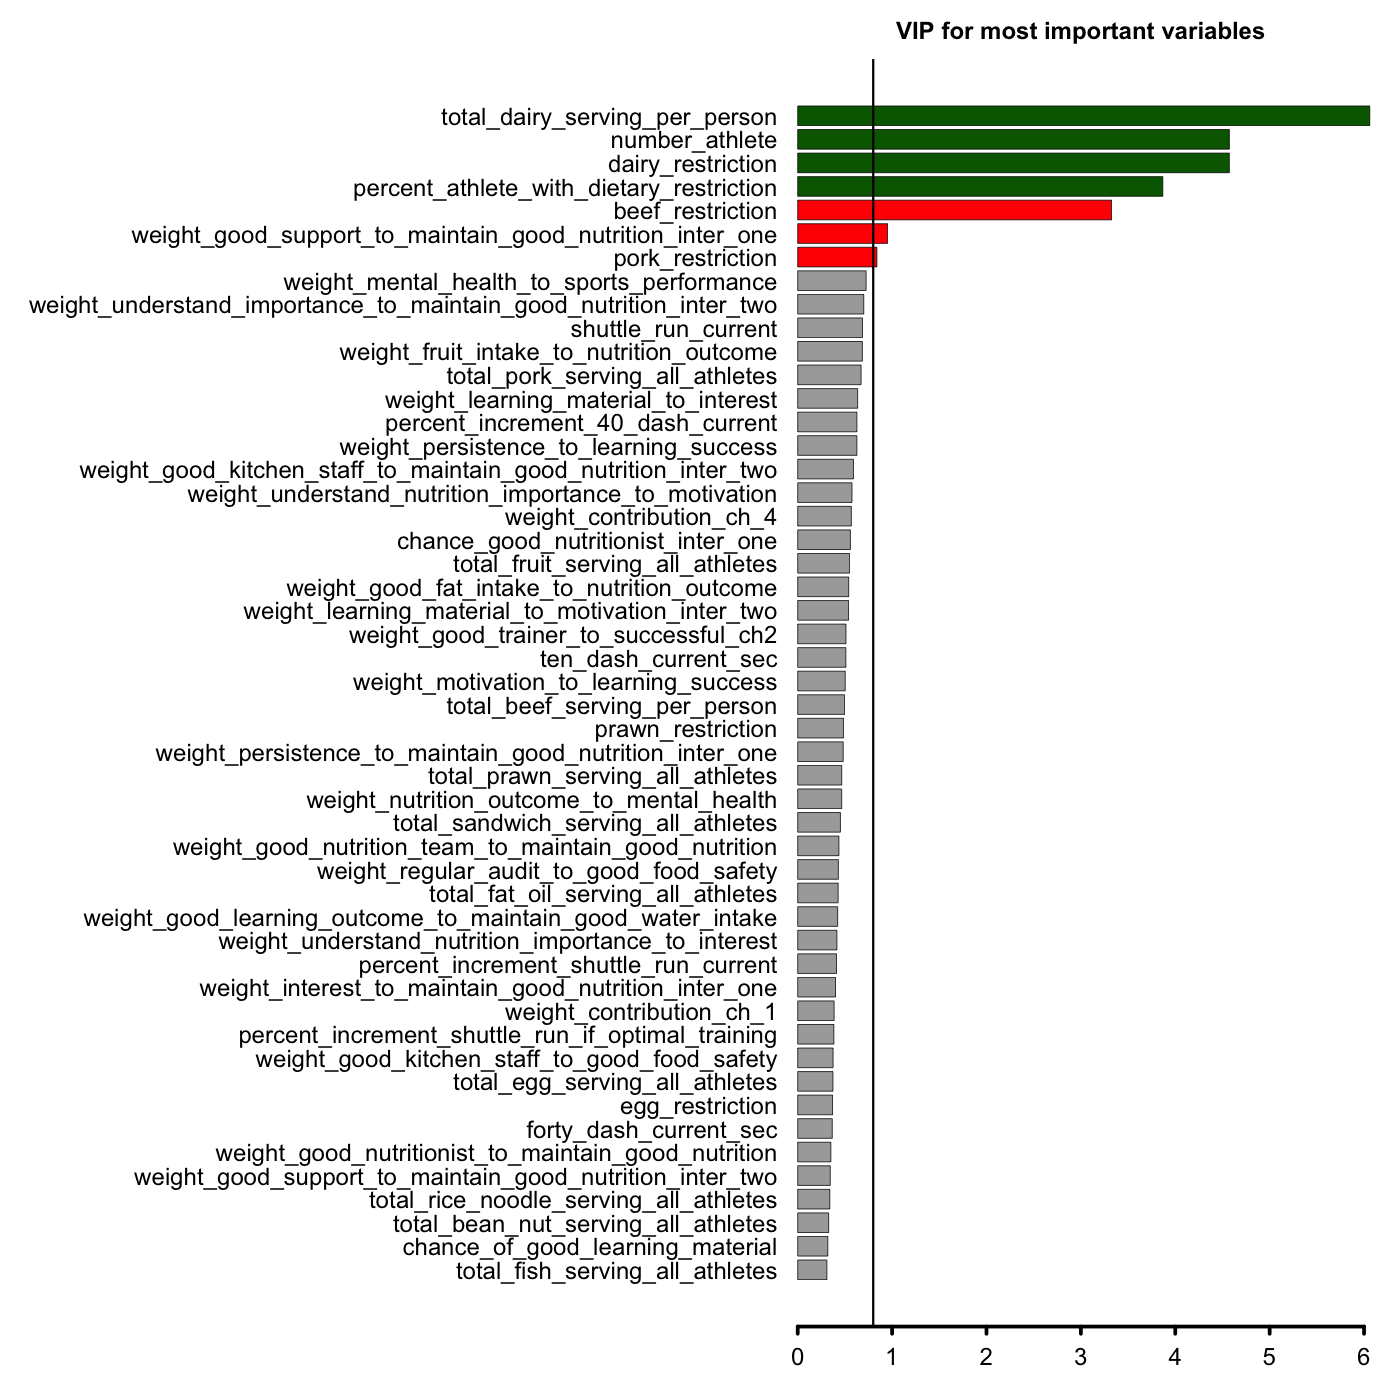 VIP for most important variables
total_dairy_serving_per_person
number_athlete
dairy_restriction
percent_athlete_with_dietary_restriction
beef_restriction
weight_good_support_to_maintain_good_nutrition_inter_one
pork_restriction
weight_mental_health_to_sports_performance
weight_understand_importance_to_maintain_good_nutrition_inter_two
shuttle_run_current
weight_fruit_intake_to_nutrition_outcome
total_pork_serving_all_athletes
weight_learning_material_to_interest
percent_increment_40_dash_current
weight_persistence_to_learning_success
weight_good_kitchen_staff_to_maintain_good_nutrition_inter_two
weight_understand_nutrition_importance_to_motivation
weight_contribution_ch_4
chance_good_nutritionist_inter_one
total_fruit_serving_all_athletes
weight_good_fat_intake_to_nutrition_outcome
weight_learning_material_to_motivation_inter_two
weight_good_trainer_to_successful_ch2
ten_dash_current_sec
weight_motivation_to_learning_success
total_beef_serving_per_person
prawn_restriction
weight_persistence_to_maintain_good_nutrition_inter_one
total_prawn_serving_all_athletes
weight_nutrition_outcome_to_mental_health
total_sandwich_serving_all_athletes
weight_good_nutrition_team_to_maintain_good_nutrition
weight_regular_audit_to_good_food_safety
total_fat_oil_serving_all_athletes
weight_good_learning_outcome_to_maintain_good_water_intake
weight_understand_nutrition_importance_to_interest
percent_increment_shuttle_run_current
weight_interest_to_maintain_good_nutrition_inter_one
weight_contribution_ch_1
percent_increment_shuttle_run_if_optimal_training
weight_good_kitchen_staff_to_good_food_safety
total_egg_serving_all_athletes
egg_restriction
forty_dash_current_sec
weight_good_nutritionist_to_maintain_good_nutrition
weight_good_support_to_maintain_good_nutrition_inter_two
total_rice_noodle_serving_all_athletes
total_bean_nut_serving_all_athletes
chance_of_good_learning_material
total_fish_serving_all_athletes
0 1 2 3 4 5 6